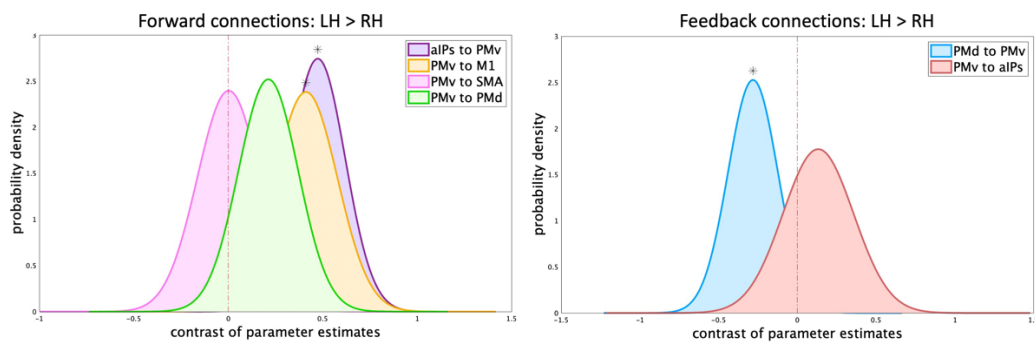 Forward connections: LH > RH
3
2.5
2
1.5
1
0.5
0
probability density
*
*
aIPs to PMv
PMv to M1
PMv to SMA
PMv to PMd
-1
-0.5
0
0.5
1
1.5
contrast of parameter estimates
Feedback connections: LH > RH
3
2.5
2
1.5
1
0.5
0
probability density
*
PMd to PMv
PMv to aIPs
-1.5
-1
-0.5
0
0.5
1
1.5
contrast of parameter estimates